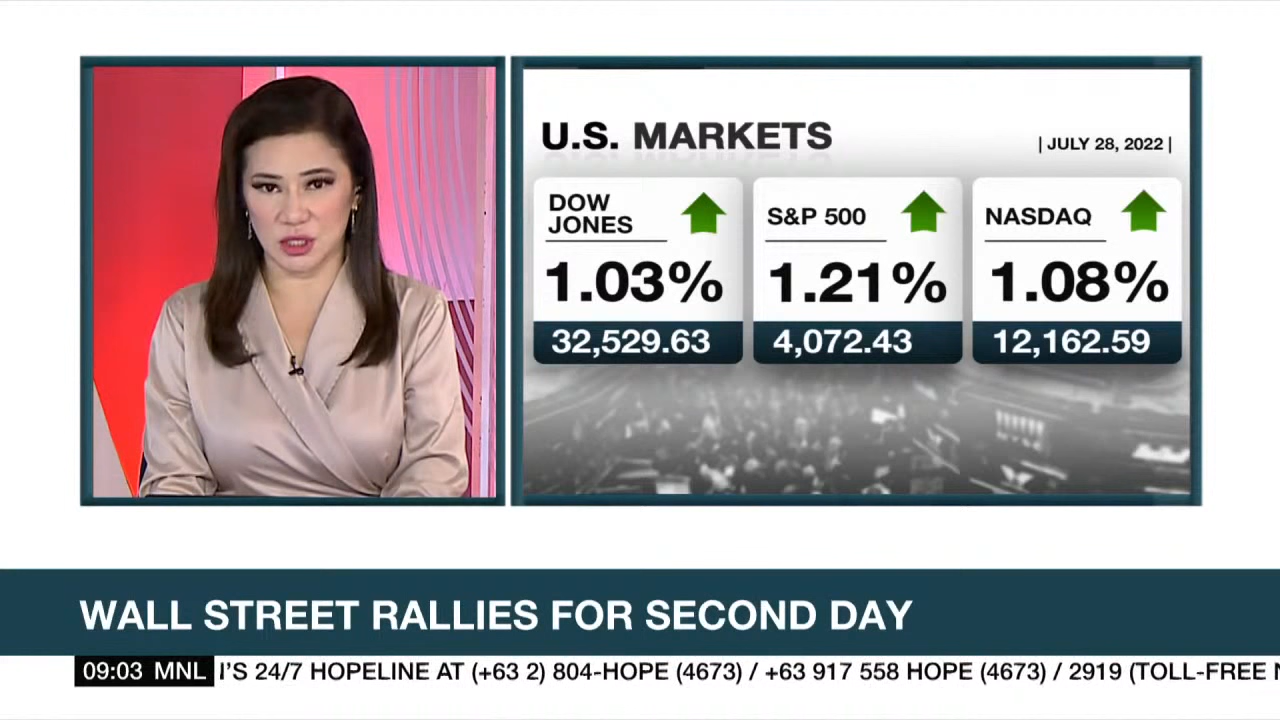 U.S. MARKETS
| JULY 28, 2022 |
DOW
JONES
1.03%
32,529.63
S&P 500
1.21%
4,072.43
NASDAQ
1.08%
12,162.59
WALL STREET RALLIES FOR SECOND DAY
09:03 MNL
'S 24/7 HOPELINE AT (+63 2) 804-HOPE (4673) / +63 917 558 HOPE (4673) / 2919 (TOLL-FREE